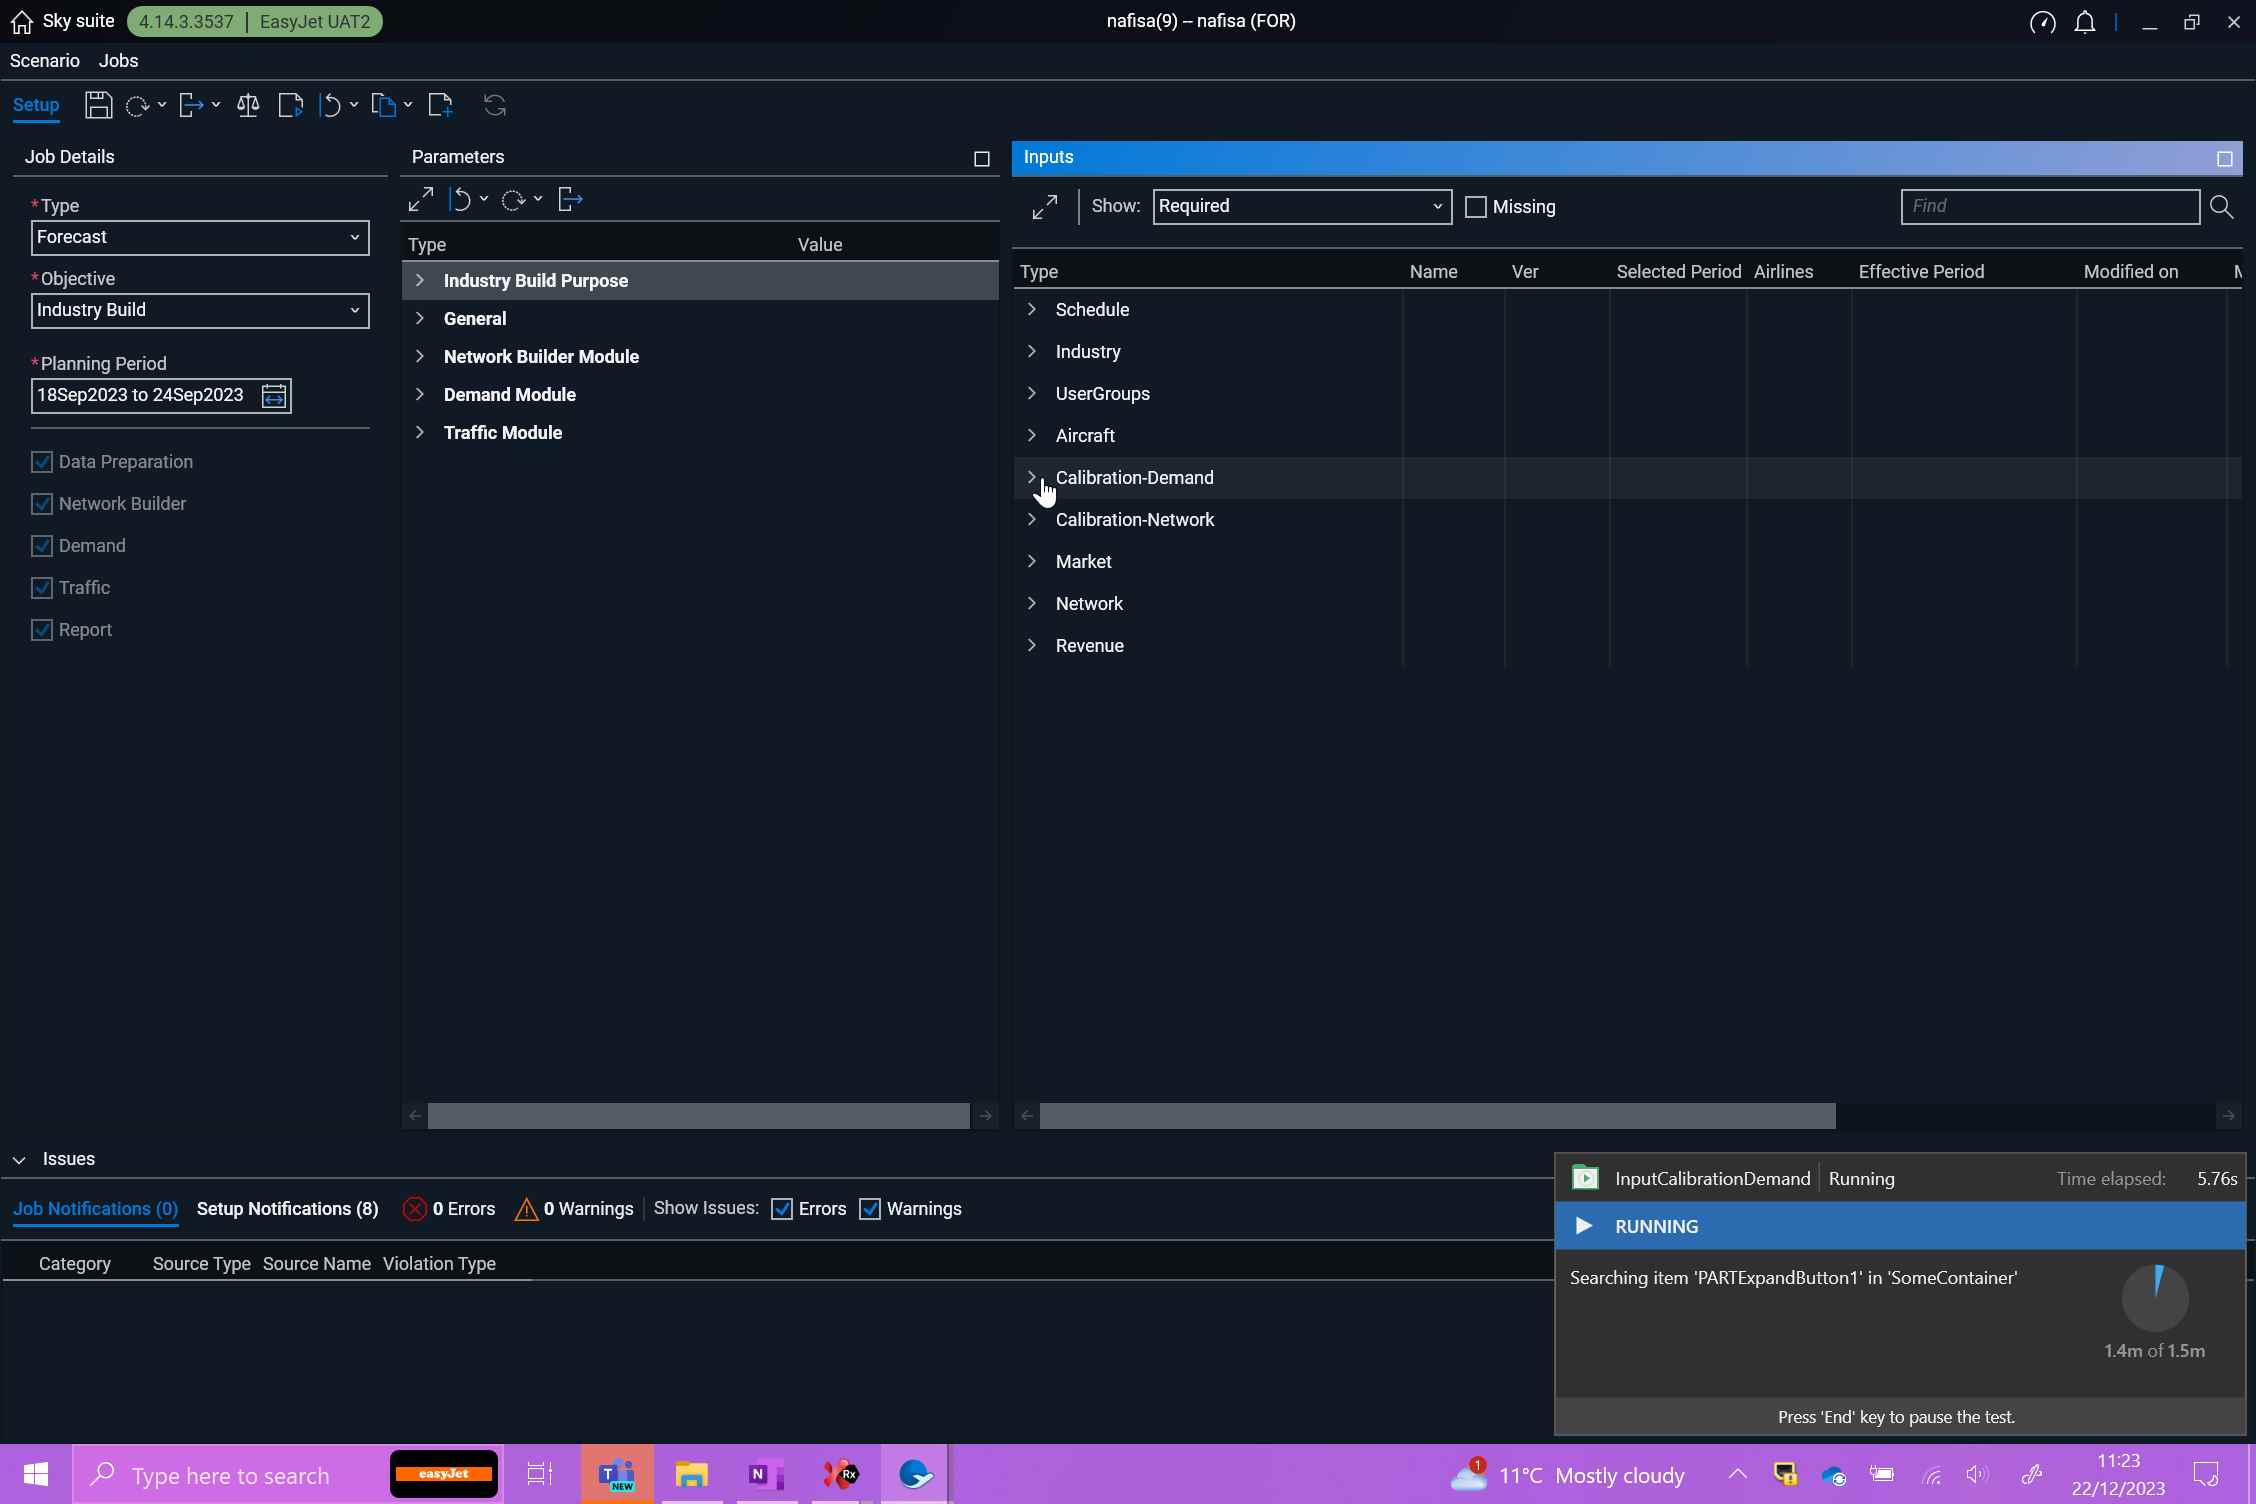 Sky suite 4.14.3.3537 | EasyJet UAT2 nafisa(9) – nafisa (FOR)
Scenario Jobs
Setup
Job Details
*Type
Forecast
*Objective
Industry Build
*Planning Period
18Sep2023 to 24Sep2023
Data Preparation
Network Builder
Demand
Traffic
Report
Parameters
Type Value
Industry Build Purpose
General
Network Builder Module
Demand Module
Traffic Module
Inputs
Show: Required Missing Find
Type Name Ver Selected Period Airlines Effective Period Modified on
Schedule
Industry
UserGroups
Aircraft
Calibration-Demand
Calibration-Network
Market
Network
Revenue
Issues
Job Notifications (0) Setup Notifications (8) 0 Errors 0 Warnings Show Issues: Errors Warnings
Category Source Type Source Name Violation Type
InputCalibrationDemand Running Time elapsed: 5.76s
RUNNING
Searching item 'PARTExpandButton1' in 'SomeContainer'
1.4m of 1.5m
Press 'End' key to pause the test.
Type here to search easyJet T NEW N Rx 1 11°C Mostly cloudy
11:23
22/12/2023